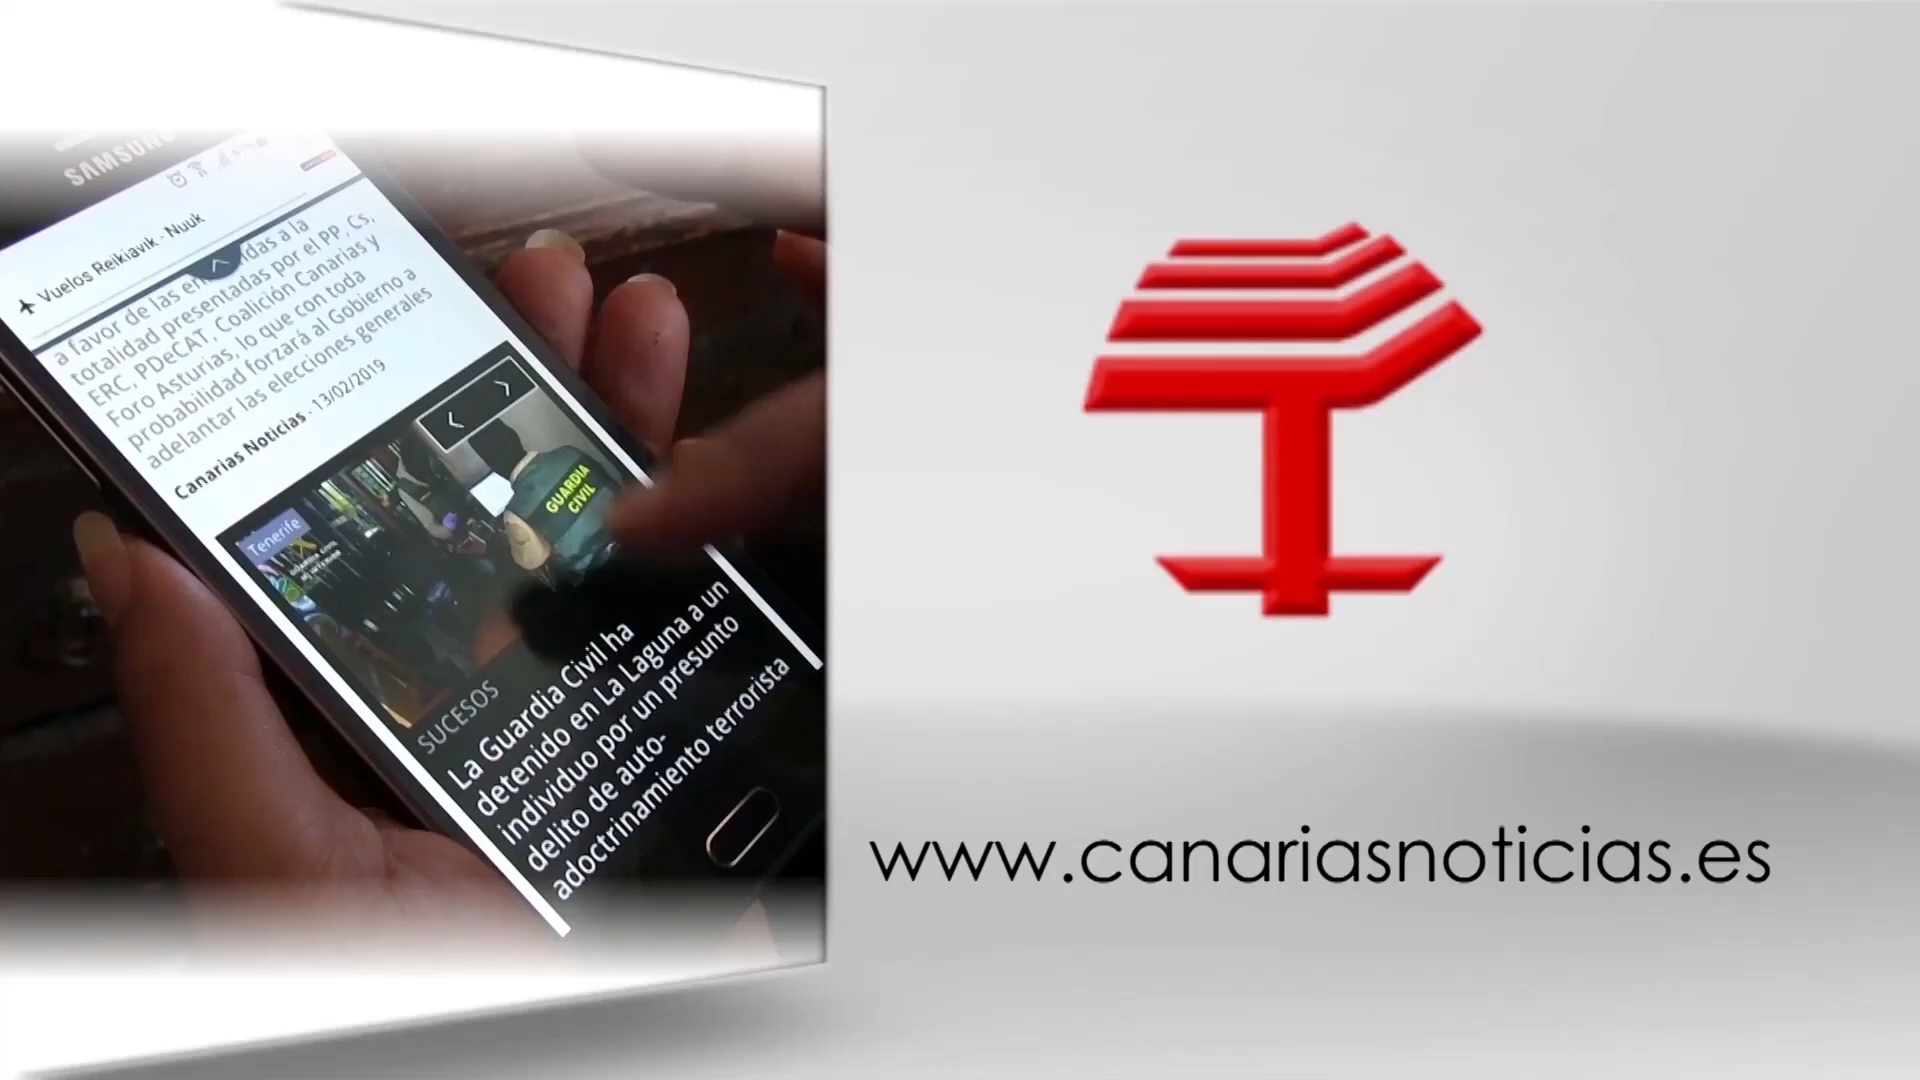 SAMSUNG
Vuelos Reikiavik - Nuuk
a favor de las en das a la
totalidad presentadas por el PP, Cs,
ERC, PDeCAT, Coalición Canarias y
Foro Asturias, lo que con toda
probabilidad forzará al Gobierno a
adelantar las elecciones generales
Canarias Noticias - 13/02/2019
GUARDIA
CIVIL
Tenerife
SUCESOS
La Guardia Civil ha
detenido en La Laguna a un
individuo por un presunto
delito de auto-
adoctrinamiento terrorista
www.canariasnoticias.es